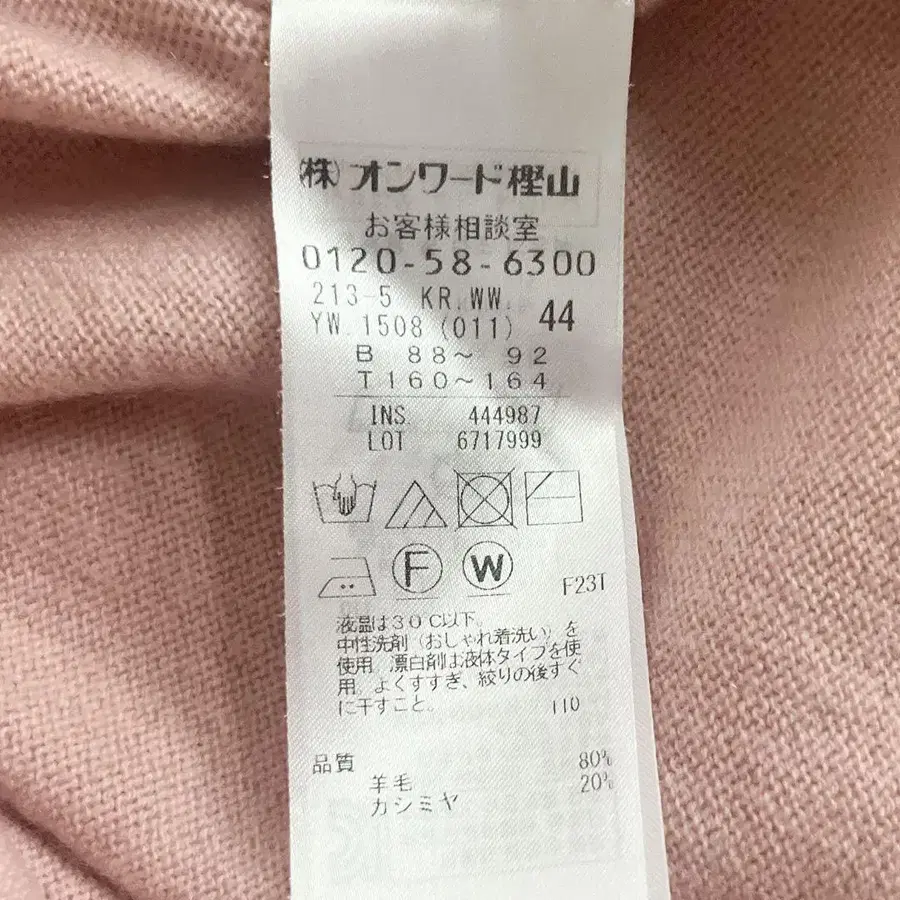 (株)オンワード樫山
お客様相談室
0120-58-6300
213-5 KR.WW.
YW.1508(011) 44
B 88～ 92
T160～164
INS. 444987
LOT 6717999
F W
F23T
液温は30℃以下。
中性洗剤(おしゃれ着洗い)を
使用。漂白剤は液体タイプを使
用。よくすすぎ、絞りの後すぐ
に干すこと。
110
品質 80%
羊毛 20%
カシミヤ